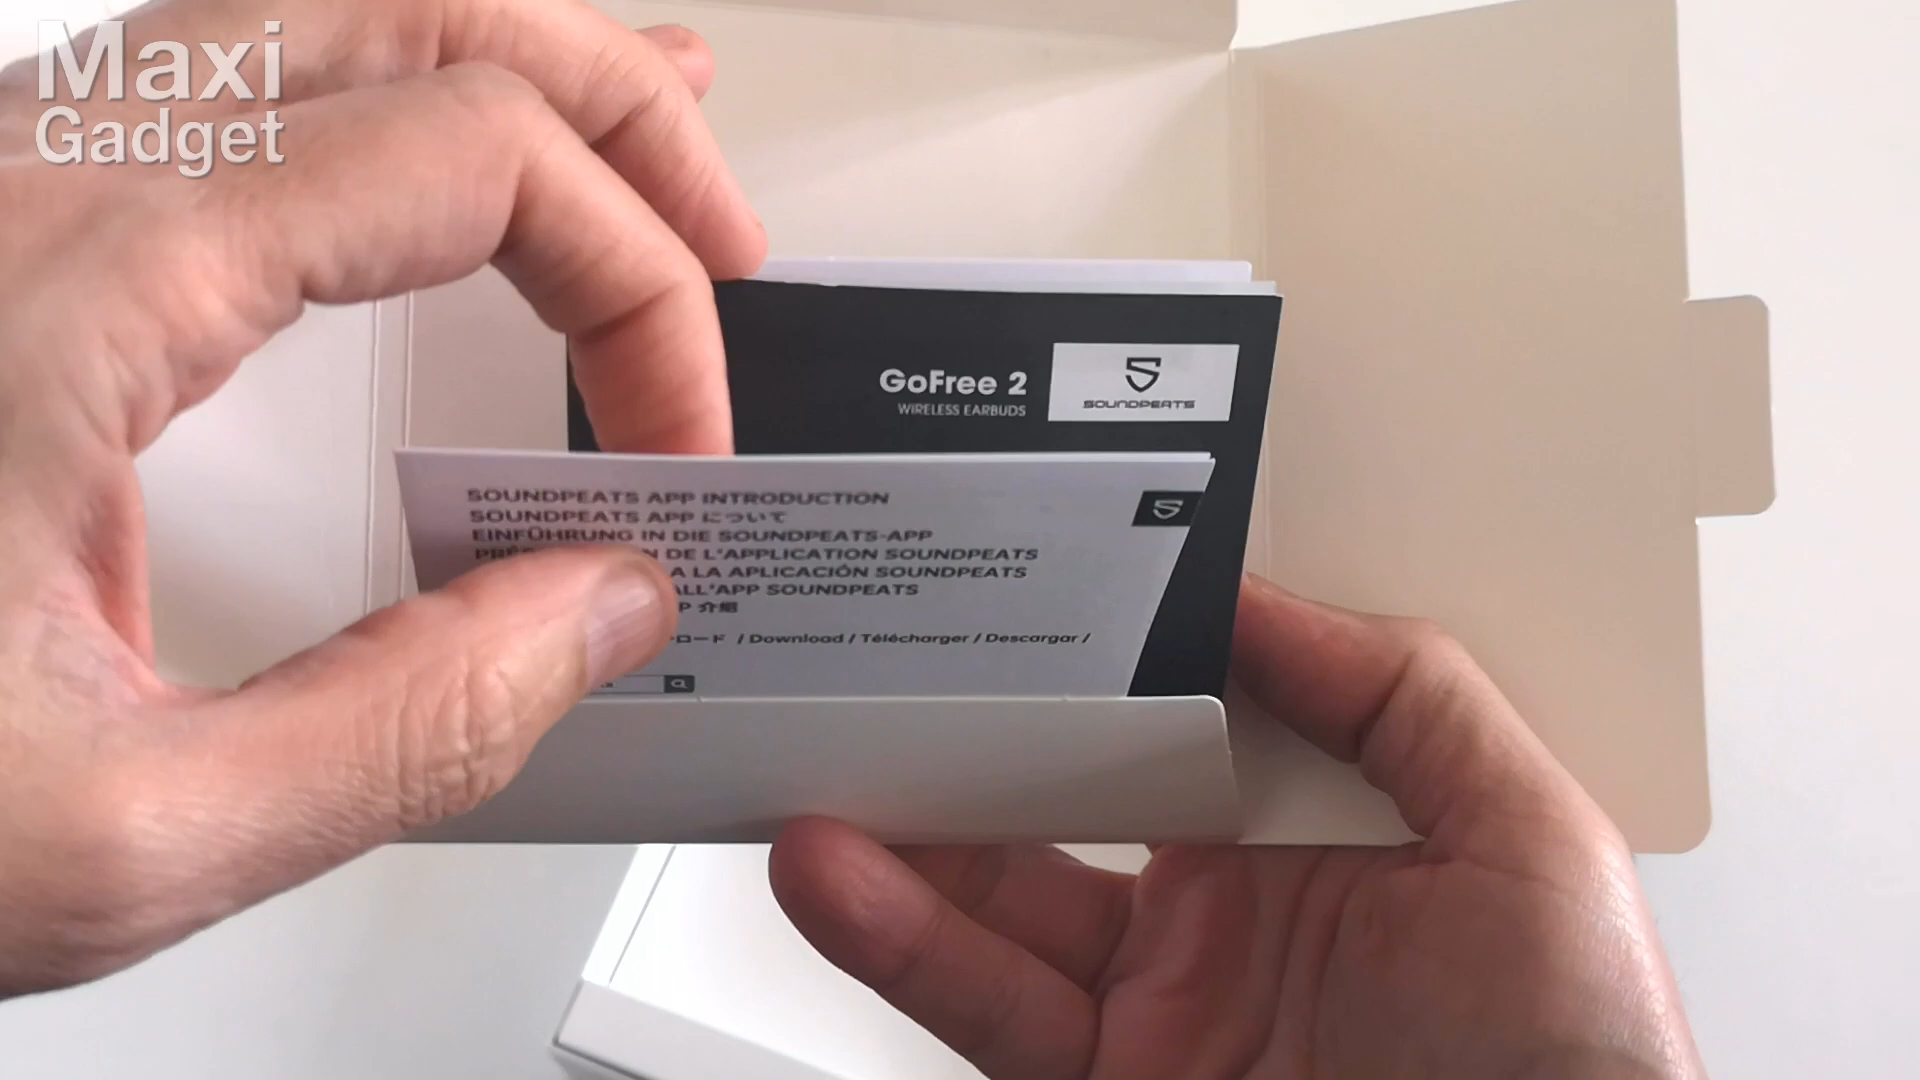 Maxi
Gadget
GoFree 2
WIRELESS EARBUDS
SOUNDPEATS
SOUNDPEATS APP INTRODUCTION
SOUNDPEATS APP について
EINFÜHRUNG IN DIE SOUNDPEATS-APP
DE L'APPLICATION SOUNDPEATS
A LA APLICACIÓN SOUNDPEATS
ALL'APP SOUNDPEATS
介紹
/ Download / Télécharger / Descargar /